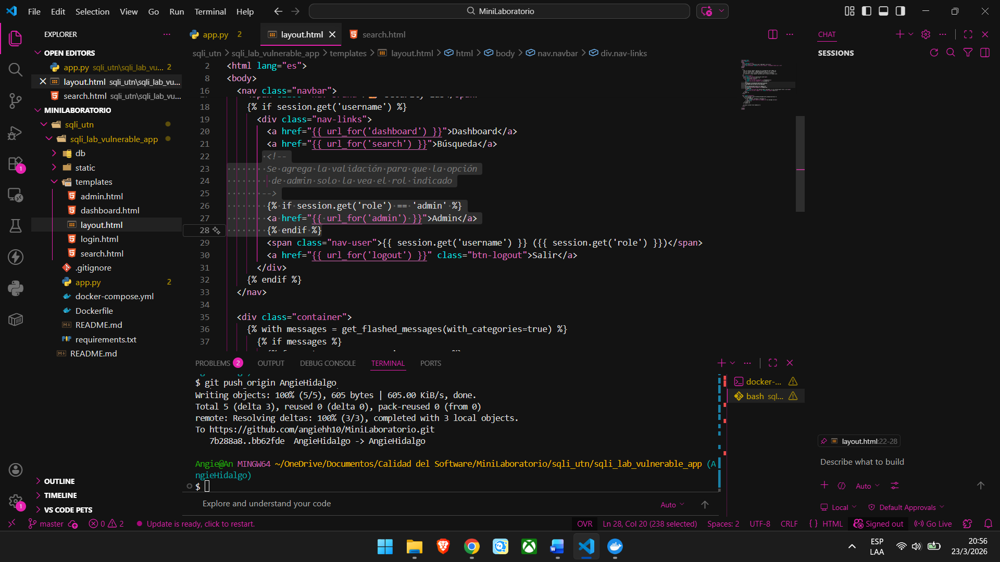 File Edit Selection View Go Run Terminal Help
MiniLaboratorio
EXPLORER
OPEN EDITORS
app.py sqli_utn\sqli_lab_vu... 2
layout.html sqli_utn\sqli_lab_vu...
search.html sqli_utn\sqli_lab_vu...
MINILABORATORIO
sqli_utn
sqli_lab_vulnerable_app
db
static
templates
admin.html
dashboard.html
layout.html
login.html
search.html
.gitignore
app.py 2
docker-compose.yml
Dockerfile
README.md
requirements.txt
README.md
OUTLINE
TIMELINE
VS CODE PETS
app.py 2
layout.html
search.html
sqli_utn > sqli_lab_vulnerable_app > templates > layout.html > html > body > nav.navbar > div.nav-links
2 <html lang="es">
8 <body>
16 <nav class="navbar">
18 {% if session.get('username') %}
19 <div class="nav-links">
20 <a href="{{ url_for('dashboard') }}">Dashboard</a>
21 <a href="{{ url_for('search') }}">Búsqueda</a>
22 <!--
23 Se agrega la validación para que la opción
24 de admin solo la vea el rol indicado
25 -->
26 {% if session.get('role') == 'admin' %}
27 <a href="{{ url_for('admin') }}">Admin</a>
28 {% endif %}
29 <span class="nav-user">{{ session.get('username') }} ({{ session.get('role') }})</span>
30 <a href="{{ url_for('logout') }}" class="btn-logout">Salir</a>
31 </div>
32 {% endif %}
33 </nav>
34
35 <div class="container">
36 {% with messages = get_flashed_messages(with_categories=true) %}
37 {% if messages %}
PROBLEMS 2 OUTPUT DEBUG CONSOLE TERMINAL PORTS
$ git push origin AngieHidalgo
Writing objects: 100% (5/5), 605 bytes | 605.00 KiB/s, done.
Total 5 (delta 3), reused 0 (delta 0), pack-reused 0 (from 0)
remote: Resolving deltas: 100% (3/3), completed with 3 local objects.
To https://github.com/angiehh10/MiniLaboratorio.git
7b288a8..bb62fde AngieHidalgo -> AngieHidalgo
Angie@An MINGW64 ~/OneDrive/Documentos/Calidad del Software/MiniLaboratorio/sqli_utn/sqli_lab_vulnerable_app (A
ngieHidalgo)
$
docker-...
bash sql...
Explore and understand your code
Auto
CHAT
SESSIONS
layout.html:22-28
Describe what to build
Auto
Local
Default Approvals
1
1
master
0 2
Update is ready, click to restart.
OVR
Ln 28, Col 20 (238 selected)
Spaces: 2
UTF-8
CRLF
{ } HTML
Signed out
Go Live
ESP
LAA
20:56
23/3/2026